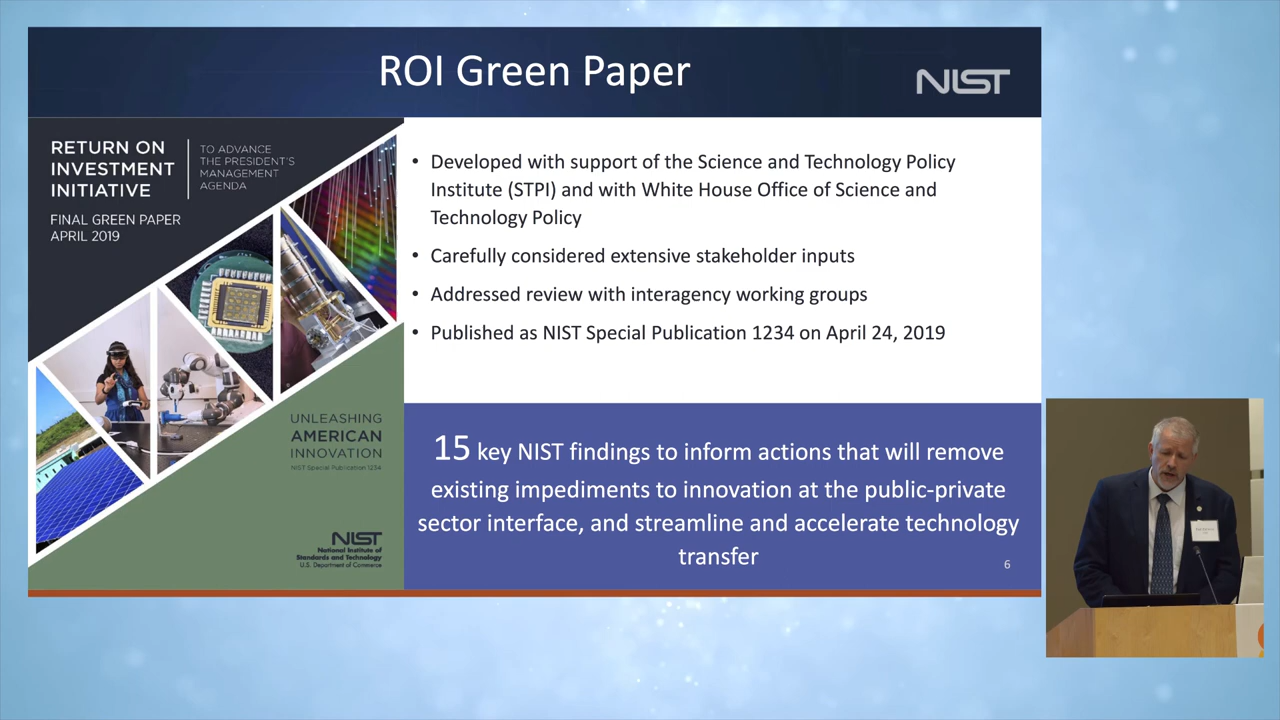 ROI Green Paper
NIST
RETURN ON
INVESTMENT
INITIATIVE
TO ADVANCE
THE PRESIDENT'S
MANAGEMENT
AGENDA
FINAL GREEN PAPER
APRIL 2019
UNLEASHING
AMERICAN
INNOVATION
NIST Special Publication 1234
NIST
National Institute of
Standards and Technology
U.S. Department of Commerce
• Developed with support of the Science and Technology Policy
Institute (STPI) and with White House Office of Science and
Technology Policy
• Carefully considered extensive stakeholder inputs
• Addressed review with interagency working groups
• Published as NIST Special Publication 1234 on April 24, 2019
15 key NIST findings to inform actions that will remove
existing impediments to innovation at the public-private
sector interface, and streamline and accelerate technology
transfer
6